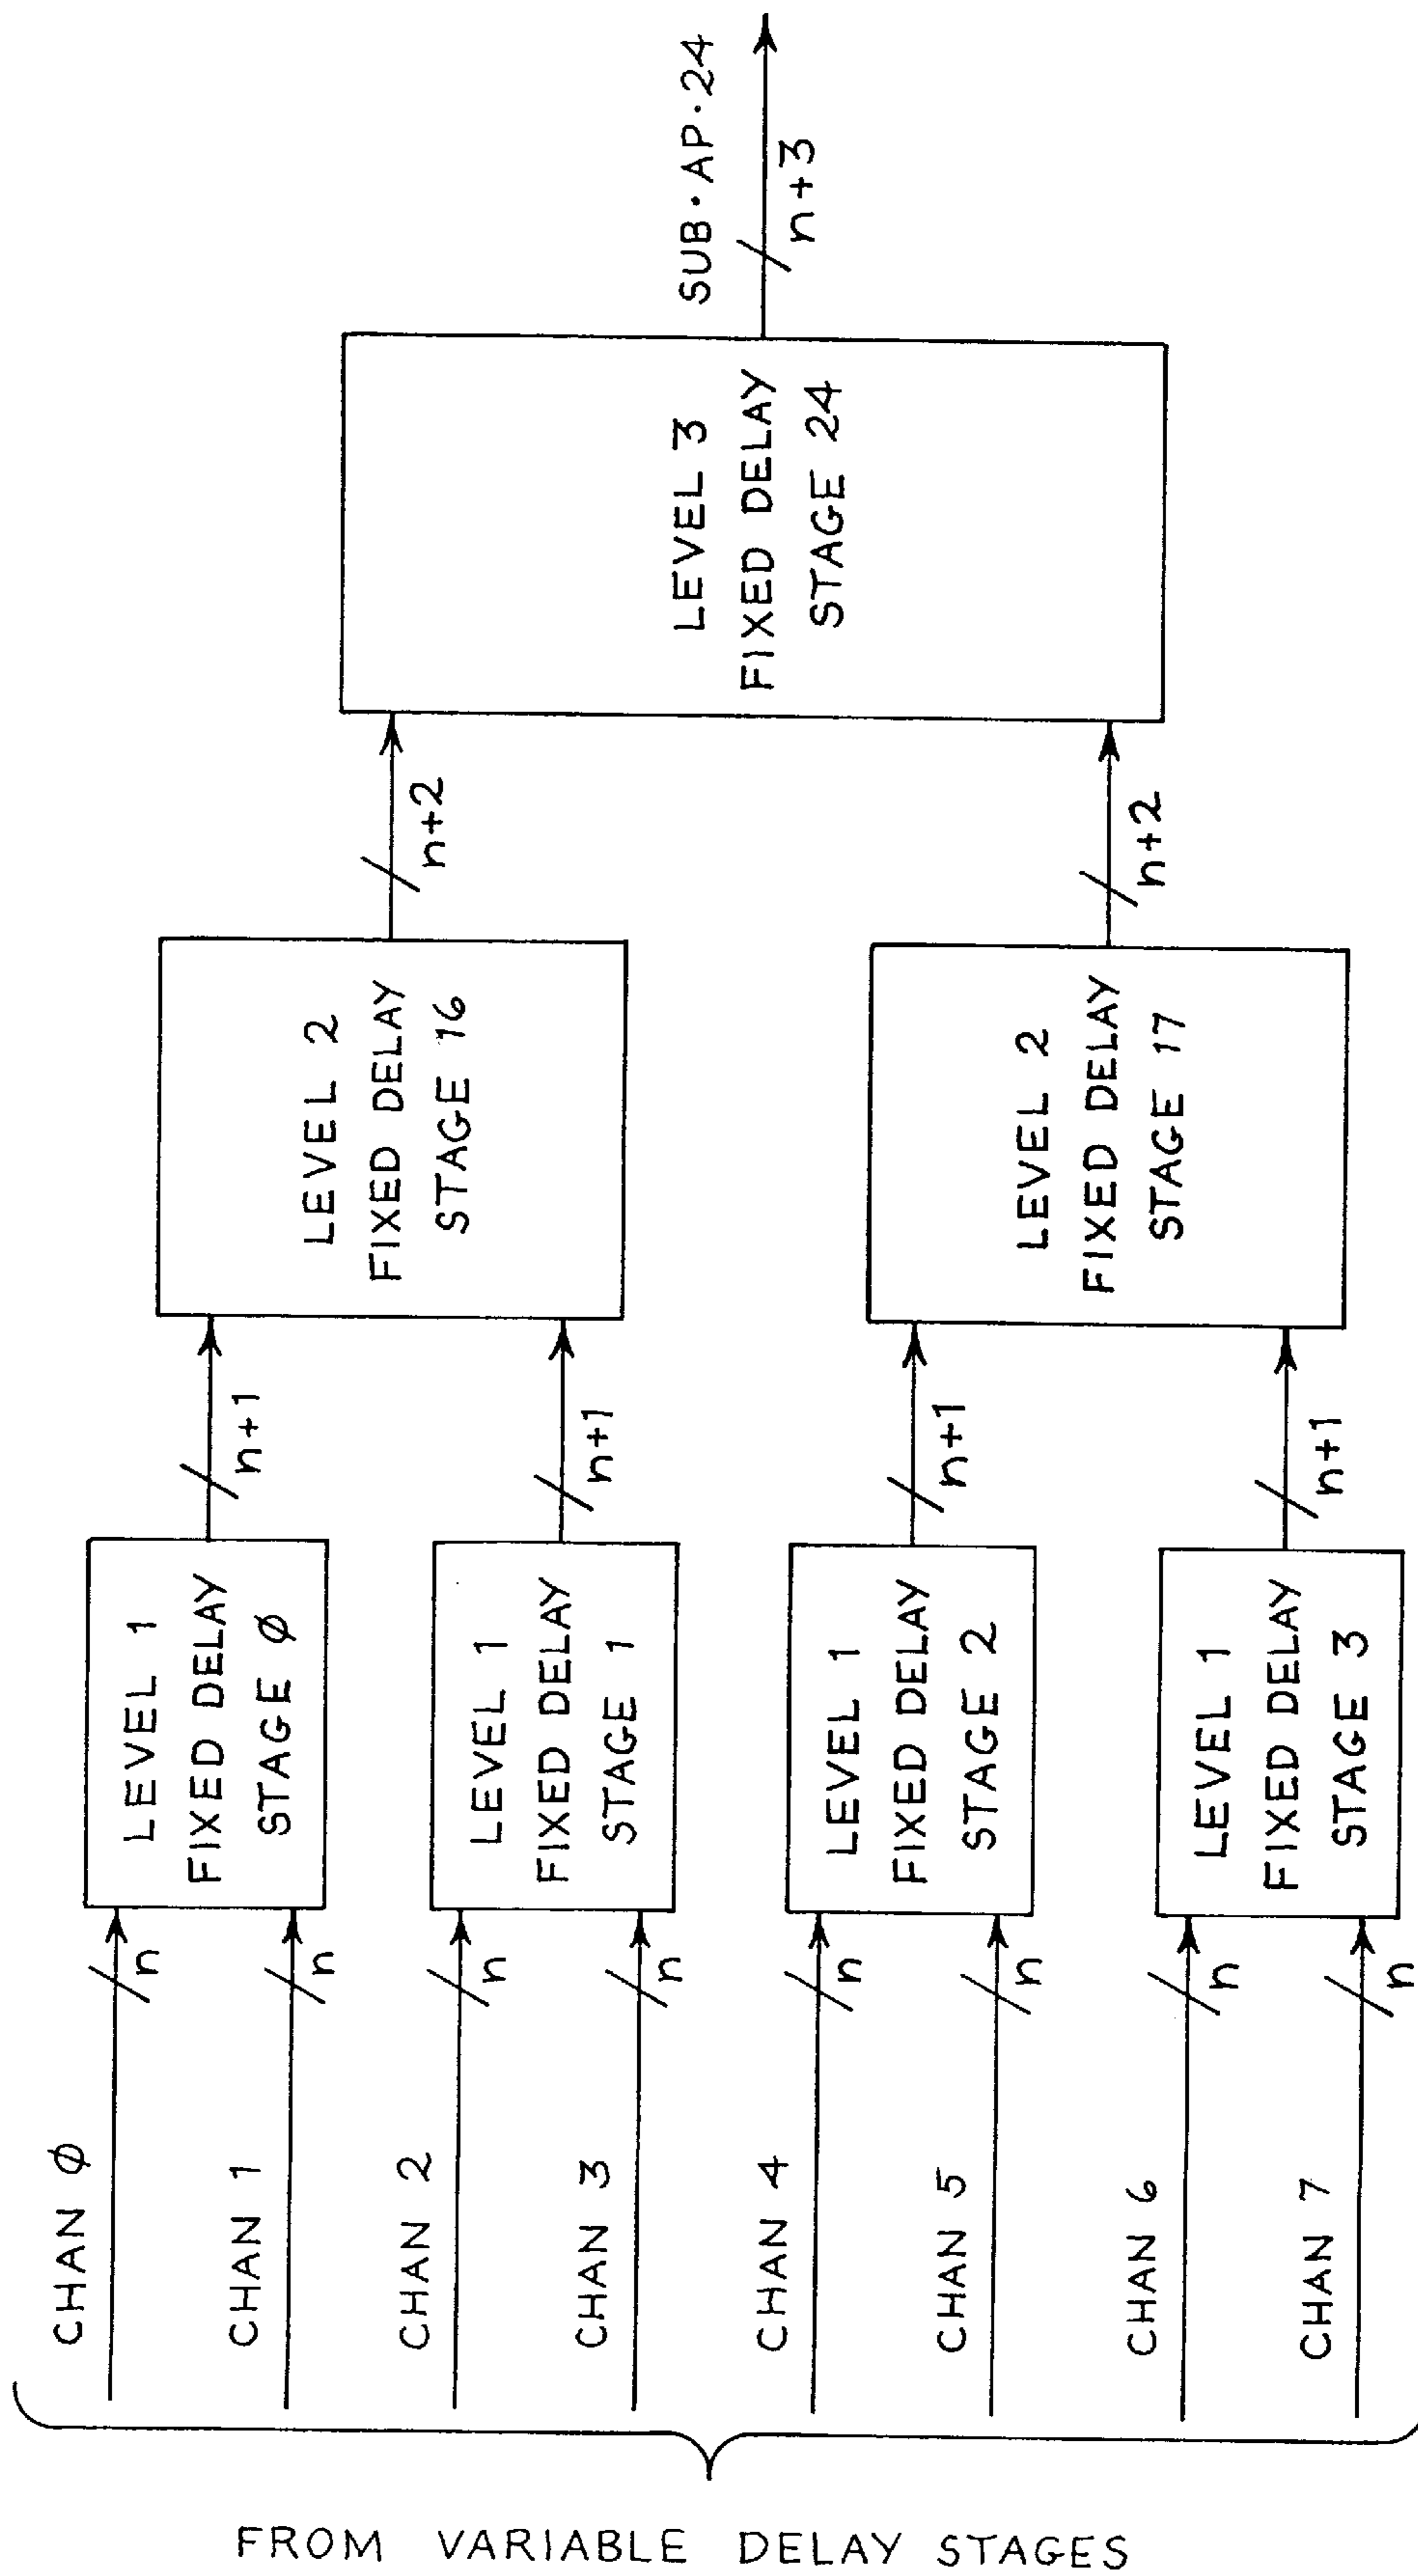 FROM VARIABLE DELAY STAGES
CHAN Ø
n
CHAN 1
n
CHAN 2
n
CHAN 3
n
CHAN 4
n
CHAN 5
n
CHAN 6
n
CHAN 7
n
LEVEL 1
FIXED DELAY
STAGE Ø
n+1
LEVEL 1
FIXED DELAY
STAGE 1
n+1
LEVEL 1
FIXED DELAY
STAGE 2
n+1
LEVEL 1
FIXED DELAY
STAGE 3
n+1
LEVEL 2
FIXED DELAY
STAGE 16
n+2
LEVEL 2
FIXED DELAY
STAGE 17
n+2
LEVEL 3
FIXED DELAY
STAGE 24
SUB·AP·24
n+3